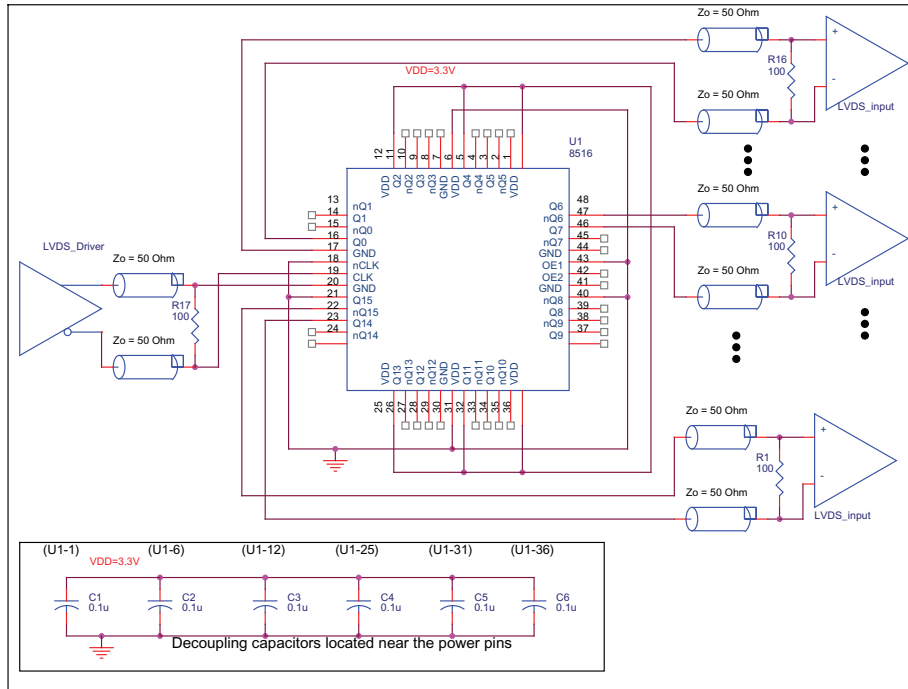 Zo = 50 Ohm
R16
100
+
-
LVDS_input
Zo = 50 Ohm
VDD=3.3V
U1
8516
12
11
10
9
8
7
6
5
4
3
2
1
VDD
Q2
nQ2
Q3
nQ3
GND
VDD
Q4
nQ4
Q5
nQ5
VDD
13
14
15
16
17
18
19
20
21
22
23
24
nQ1
Q1
nQ0
Q0
GND
nCLK
CLK
GND
Q15
nQ15
Q14
nQ14
48
47
46
45
44
43
42
41
40
39
38
37
Q6
nQ6
Q7
nQ7
GND
OE1
OE2
GND
nQ8
Q8
nQ9
Q9
VDD
Q13
nQ13
Q12
nQ12
GND
VDD
Q11
nQ11
Q10
nQ10
VDD
25
26
27
28
29
30
31
32
33
34
35
36
LVDS_Driver
Zo = 50 Ohm
R17
100
Zo = 50 Ohm
Zo = 50 Ohm
R10
100
+
-
LVDS_input
Zo = 50 Ohm
Zo = 50 Ohm
R1
100
+
-
LVDS_input
Zo = 50 Ohm
(U1-1) (U1-6) (U1-12) (U1-25) (U1-31) (U1-36)
VDD=3.3V
C1 C2 C3 C4 C5 C6
0.1u 0.1u 0.1u 0.1u 0.1u 0.1u
Decoupling capacitors located near the power pins